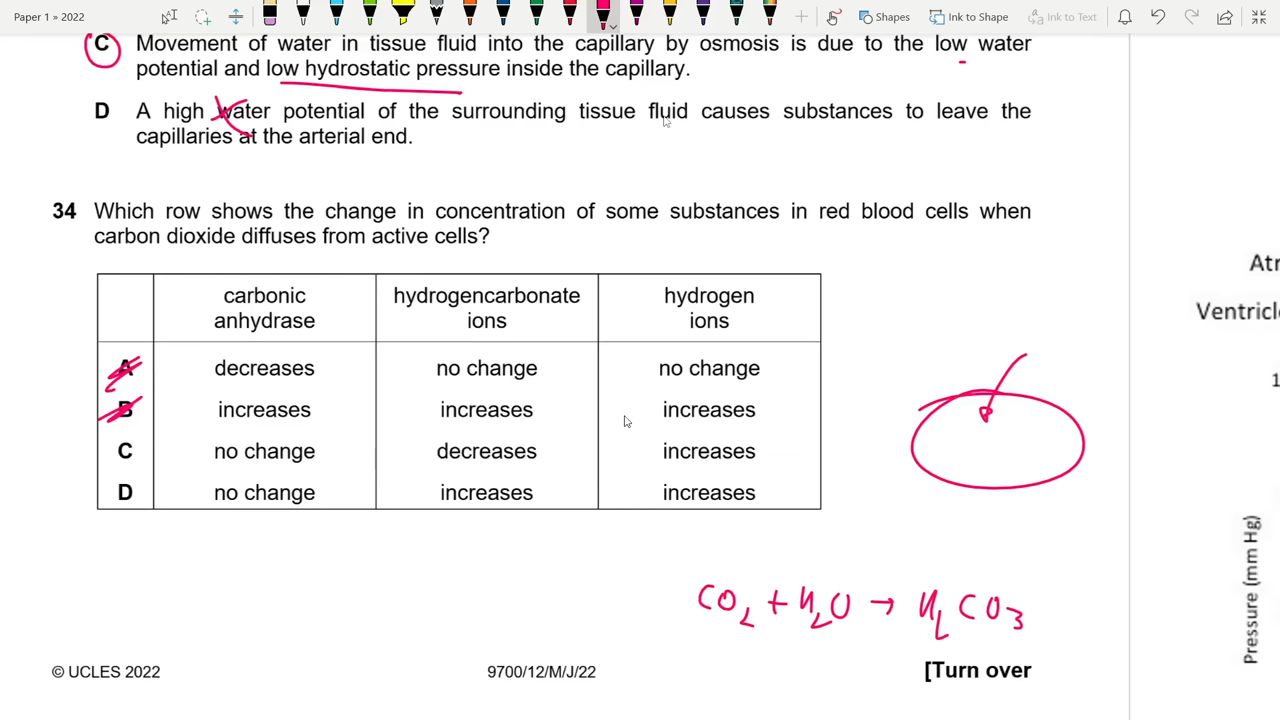 Paper 1 » 2022
Shapes
Ink to Shape
Ink to Text
C Movement of water in tissue fluid into the capillary by osmosis is due to the low water
potential and low hydrostatic pressure inside the capillary.
D A high water potential of the surrounding tissue fluid causes substances to leave the
capillaries at the arterial end.
34 Which row shows the change in concentration of some substances in red blood cells when
carbon dioxide diffuses from active cells?
carbonic anhydrase hydrogencarbonate ions hydrogen ions
A decreases no change no change
B increases increases increases
C no change decreases increases
D no change increases increases
CO2 + H2O → H2CO3
© UCLES 2022 9700/12/M/J/22 [Turn over
Atr
Ventricle
1
Pressure (mm Hg)